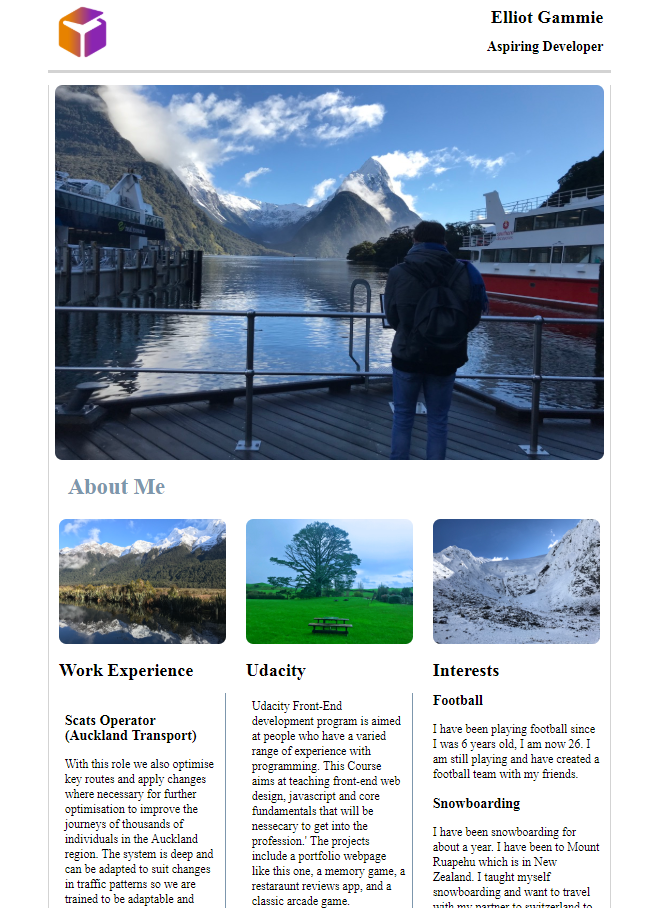 Elliot Gammie
Aspiring Developer
About Me
Work Experience
Scats Operator
(Auckland Transport)
With this role we also optimise
key routes and apply changes
where necessary for further
optimisation to improve the
journeys of thousands of
individuals in the Auckland
region. The system is deep and
can be adapted to suit changes
in traffic patterns so we are
trained to be adaptable and
Udacity
Udacity Front-End
development program is aimed
at people who have a varied
range of experience with
programming. This Course
aims at teaching front-end web
design, javascript and core
fundamentals that will be
nessecary to get into the
profession.' The projects
include a portfolio webpage
like this one, a memory game, a
restaraunt reviews app, and a
classic arcade game.
Interests
Football
I have been playing football since
I was 6 years old, I am now 26. I
am still playing and have created a
football team with my friends.
Snowboarding
I have been snowboarding for
about a year. I have been to Mount
Ruapehu which is in New
Zealand. I taught myself
snowboarding and want to travel
with my partner to switzerland to